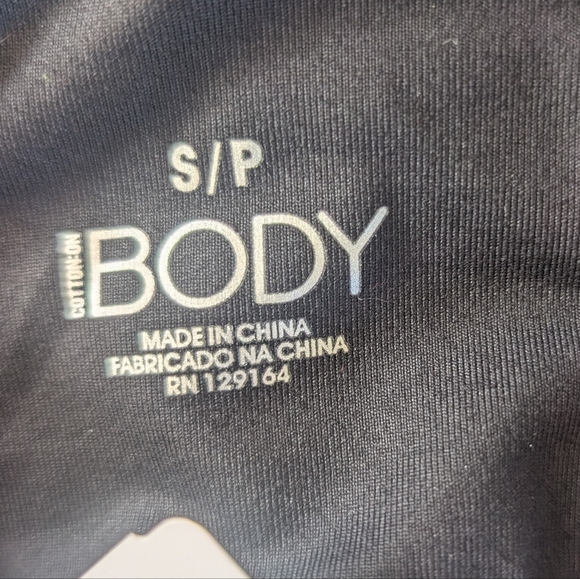 S/P
COTTON:ON
BODY
MADE IN CHINA
FABRICADO NA CHINA
RN 129164